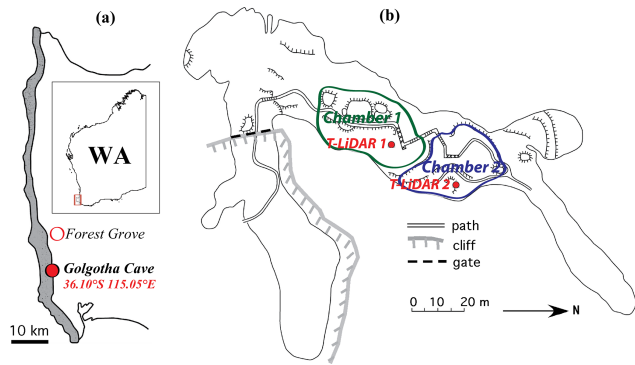 (a)
WA
Forest Grove
Golgotha Cave
36.10°S 115.05°E
10 km
(b)
Chamber 1
T-LiDAR 1
Chamber 2
T-LiDAR 2
path
cliff
gate
0 10 20 m
N